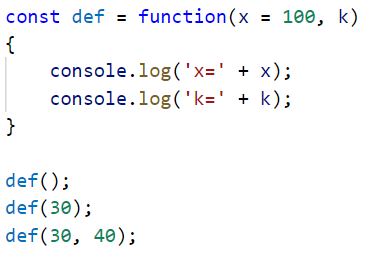 const def = function(x = 100, k)
{
    console.log('x=' + x);
    console.log('k=' + k);
}

def();
def(30);
def(30, 40);